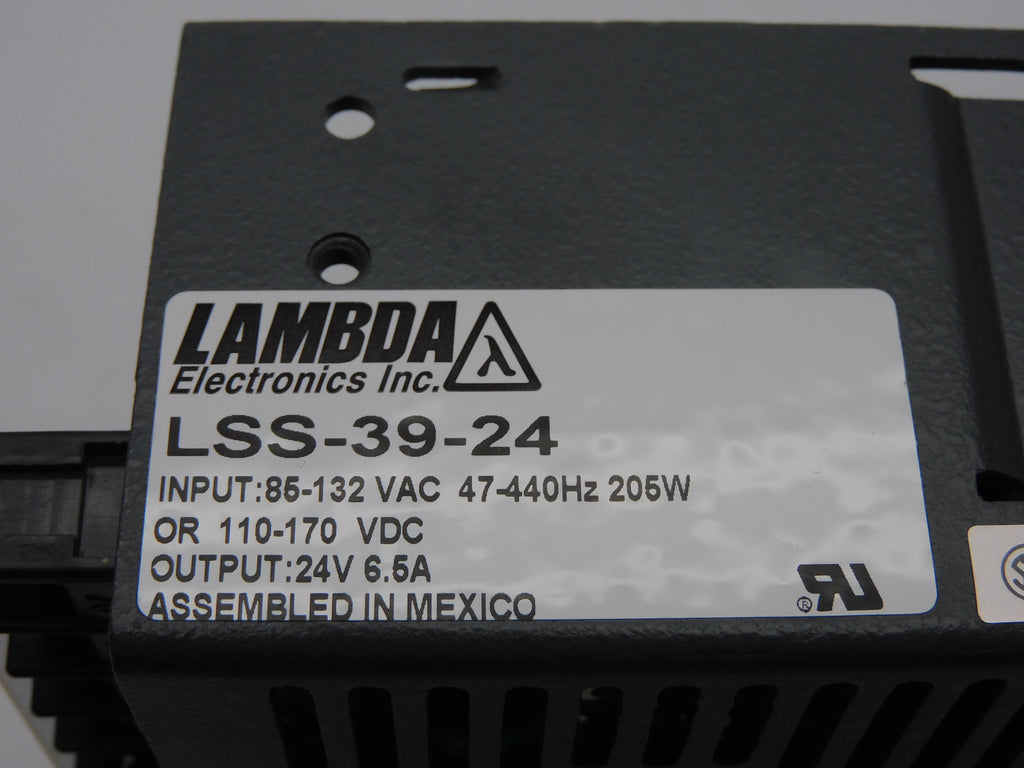 LAMBDA
Electronics Inc. λ
LSS-39-24
INPUT:85-132 VAC 47-440Hz 205W
OR 110-170 VDC
OUTPUT:24V 6.5A
ASSEMBLED IN MEXICO